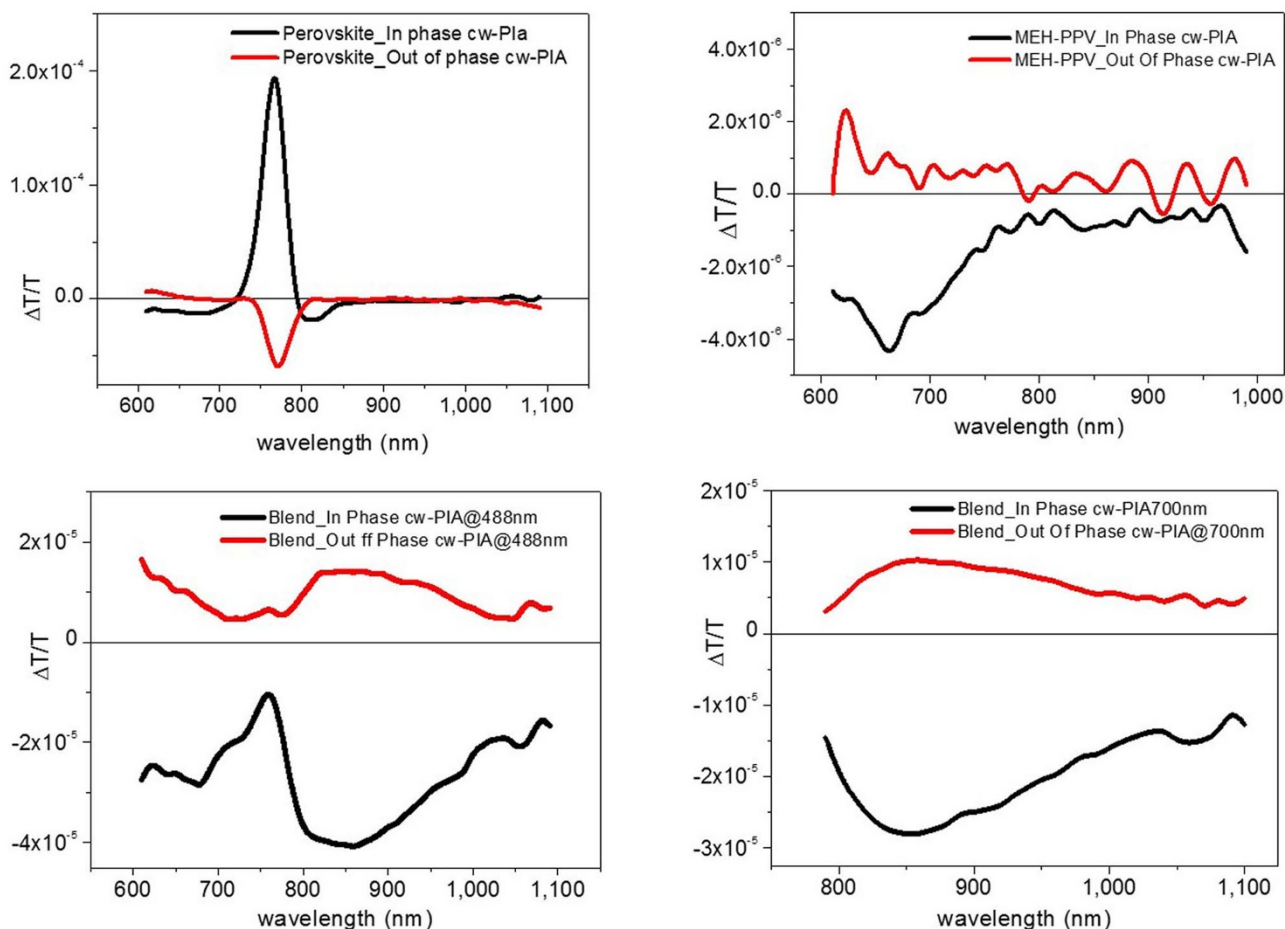 Perovskite_In phase cw-PIa
Perovskite_Out of phase cw-PIA
2.0x10-4
1.0x10-4
0.0
ΔT/T
600 700 800 900 1,000 1,100
wavelength (nm)
MEH-PPV_In Phase cw-PIA
MEH-PPV_Out Of Phase cw-PIA
4.0x10-6
2.0x10-6
0.0
-2.0x10-6
-4.0x10-6
ΔT/T
600 700 800 900 1,000
wavelength (nm)
Blend_In Phase cw-PIA@488nm
Blend_Out ff Phase cw-PIA@488nm
2x10-5
0
-2x10-5
-4x10-5
ΔT/T
600 700 800 900 1,000 1,100
wavelength (nm)
Blend_In Phase cw-PIA700nm
Blend_Out Of Phase cw-PIA@700nm
2x10-5
1x10-5
0
-1x10-5
-2x10-5
-3x10-5
ΔT/T
800 900 1,000 1,100
wavelength (nm)